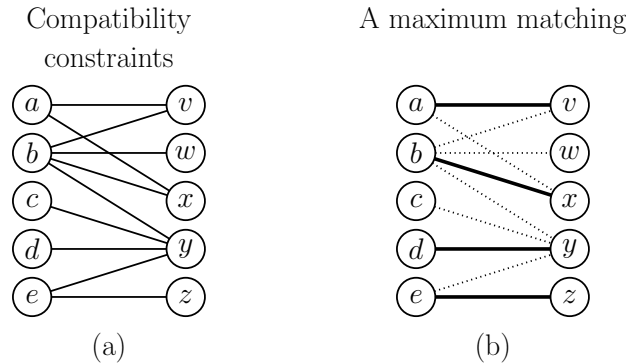 Compatibility
constraints
a
v
b
w
c
x
d
y
e
z
(a)
A maximum matching
a
v
b
w
c
x
d
y
e
z
(b)